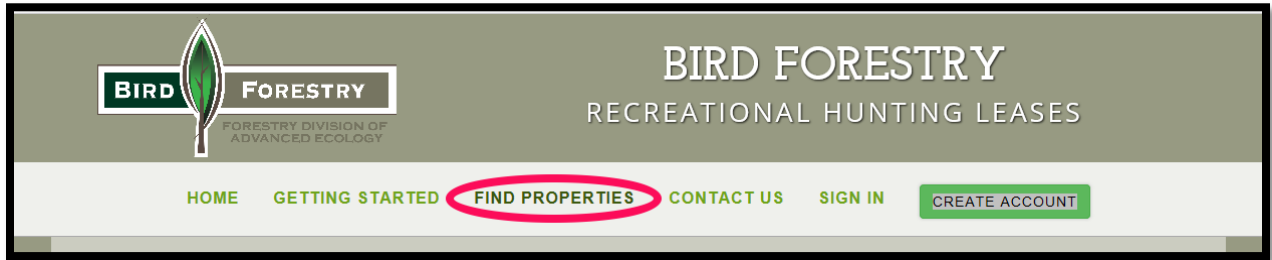 BIRD FORESTRY
FORESTRY DIVISION OF
ADVANCED ECOLOGY
BIRD FORESTRY
RECREATIONAL HUNTING LEASES
HOME GETTING STARTED FIND PROPERTIES CONTACT US SIGN IN CREATE ACCOUNT